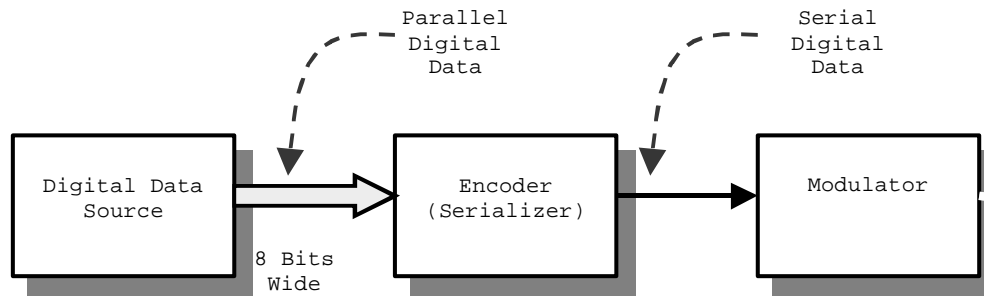 Parallel
Digital
Data
Serial
Digital
Data
Digital Data
Source
8 Bits
Wide
Encoder
(Serializer)
Modulator